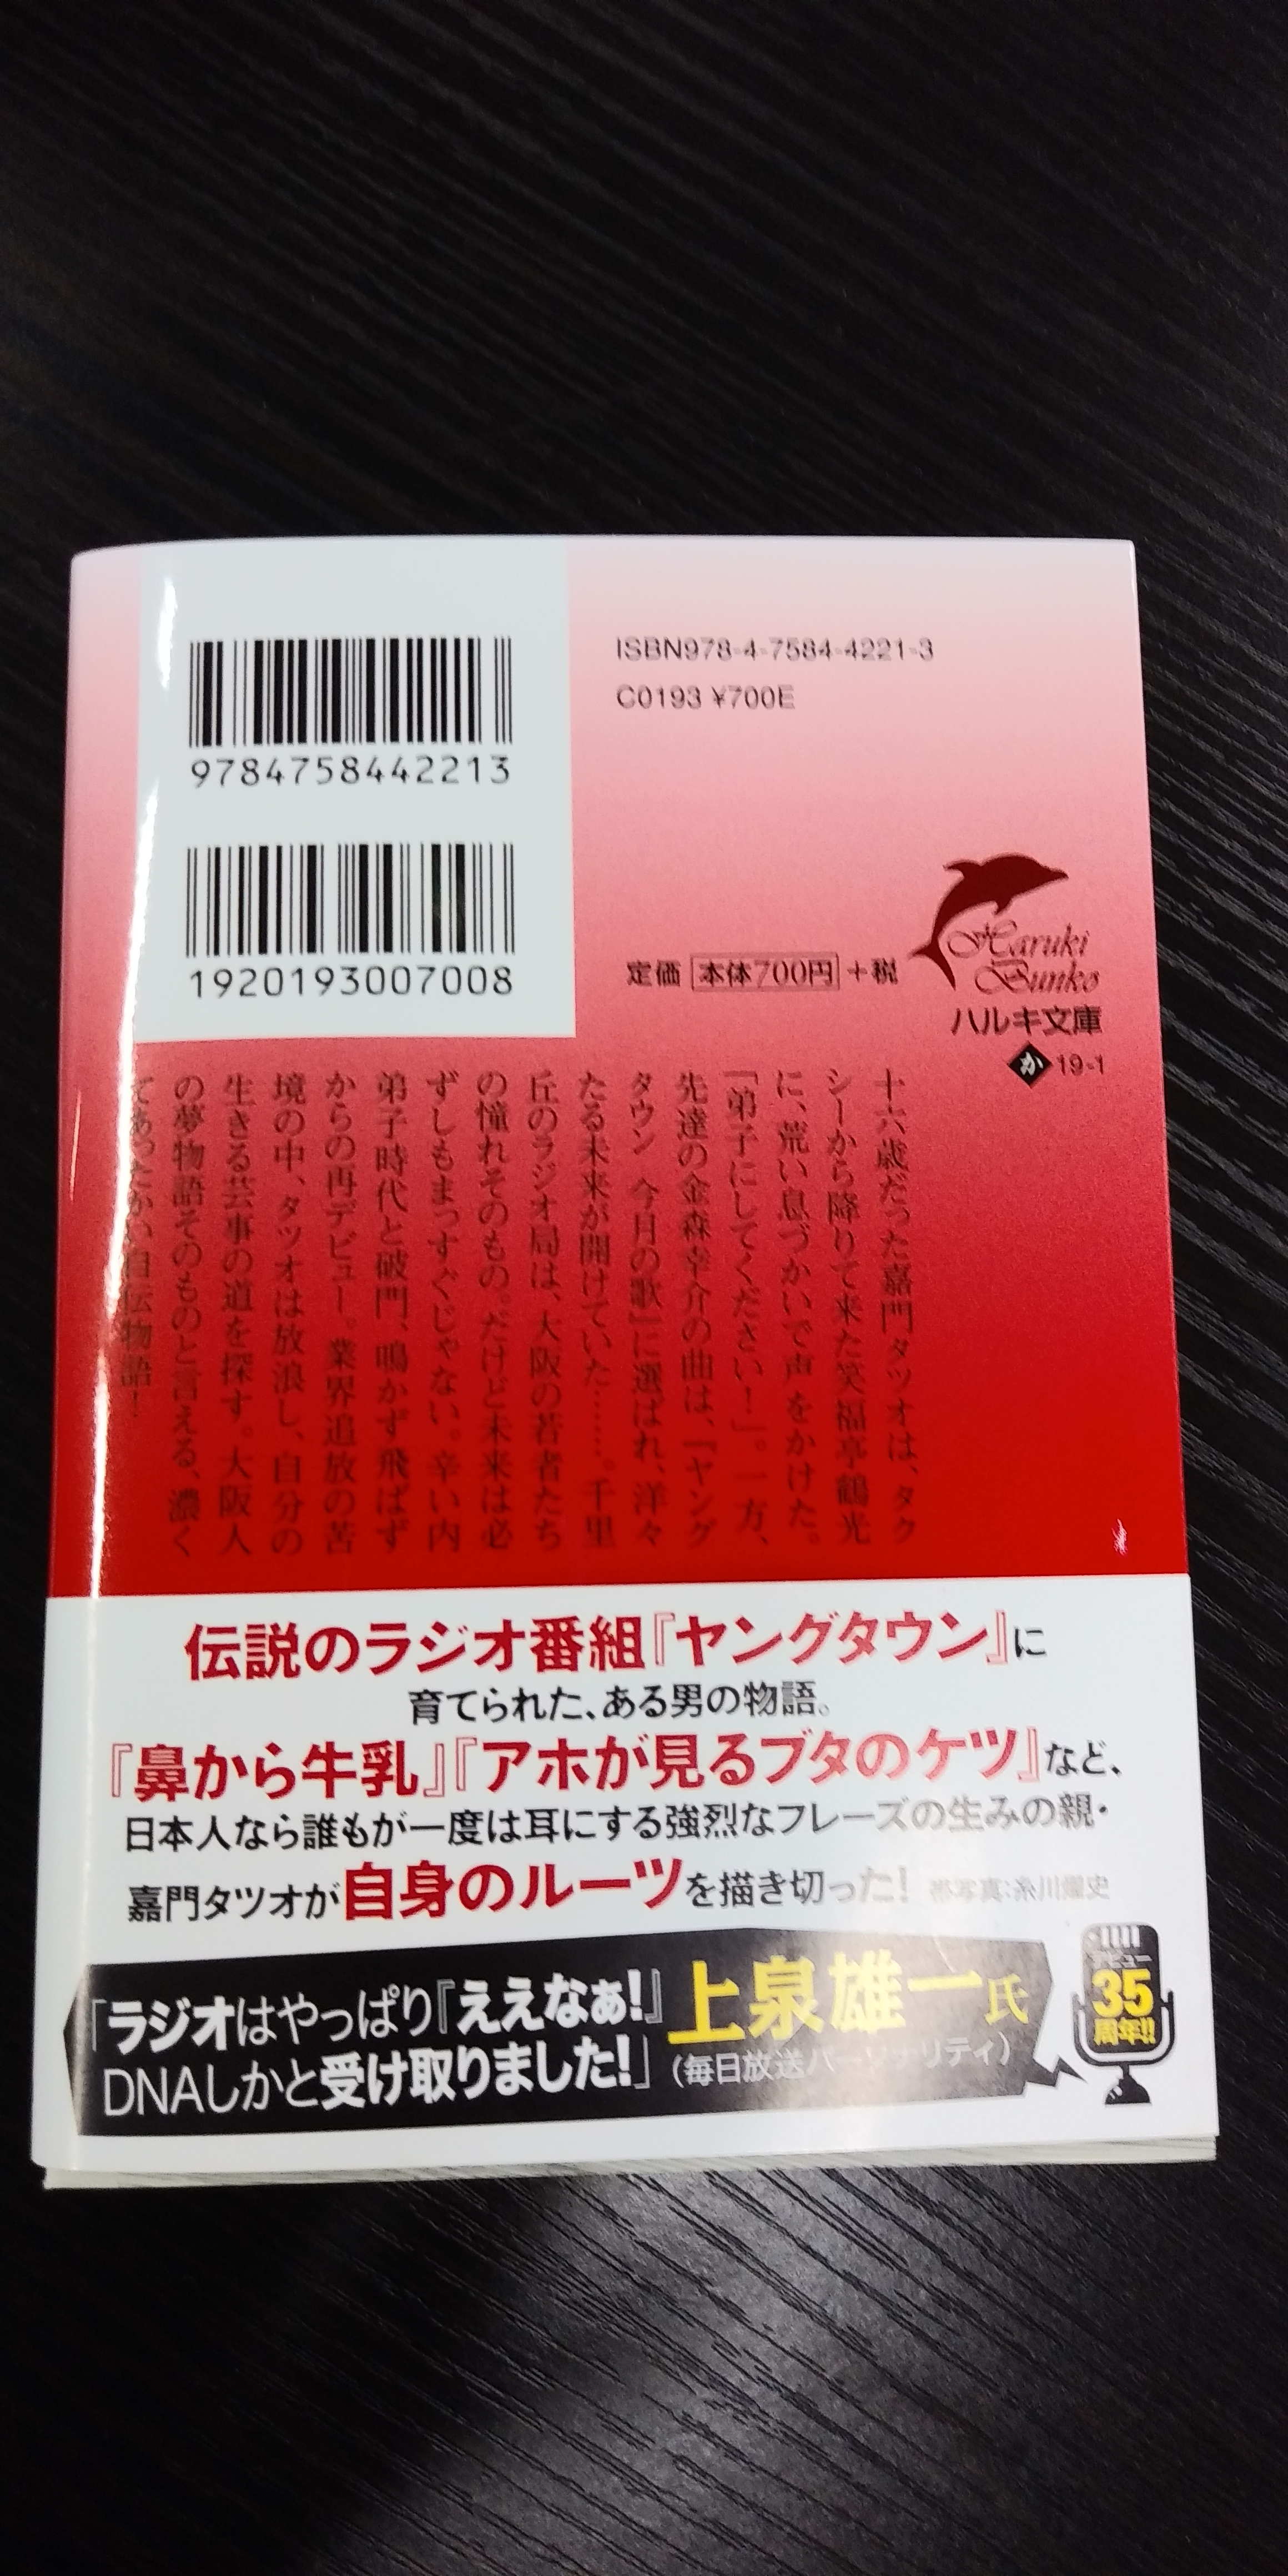 9784758442213
1920193007008
ISBN978-4-7584-4221-3
C0193 ¥700E
定価 本体700円 +税
Haruki
Bunko
ハルキ文庫
か 19-1
十六歳だった嘉門タツオは、タク
シーから降りて来た笑福亭鶴光
に、荒い息づかいで声をかけた。
「弟子にしてください!」。一方、
先達の金森幸介の曲は、『ヤング
タウン 今月の歌』に選ばれ、洋々
たる未来が開けていた……。千里
丘のラジオ局は、大阪の若者たち
の憧れそのもの。だけど未来は必
ずしもまっすぐじゃない。辛い内
弟子時代と破門、鳴かず飛ばず
からの再デビュー。業界追放の苦
境の中、タツオは放浪し、自分の
生きる芸事の道を探す。大阪人
の夢物語そのものと言える、濃く
てあったかい自伝物語!
伝説のラジオ番組『ヤングタウン』に
育てられた、ある男の物語。
『鼻から牛乳』『アホが見るブタのケツ』など、
日本人なら誰もが一度は耳にする強烈なフレーズの生みの親・
嘉門タツオが自身のルーツを描き切った! 帯写真:糸川燿史
「ラジオはやっぱり『ええなぁ!』
DNAしかと受け取りました!」
上泉雄一氏
(毎日放送パーソナリティ)
デビュー
35
周年!!